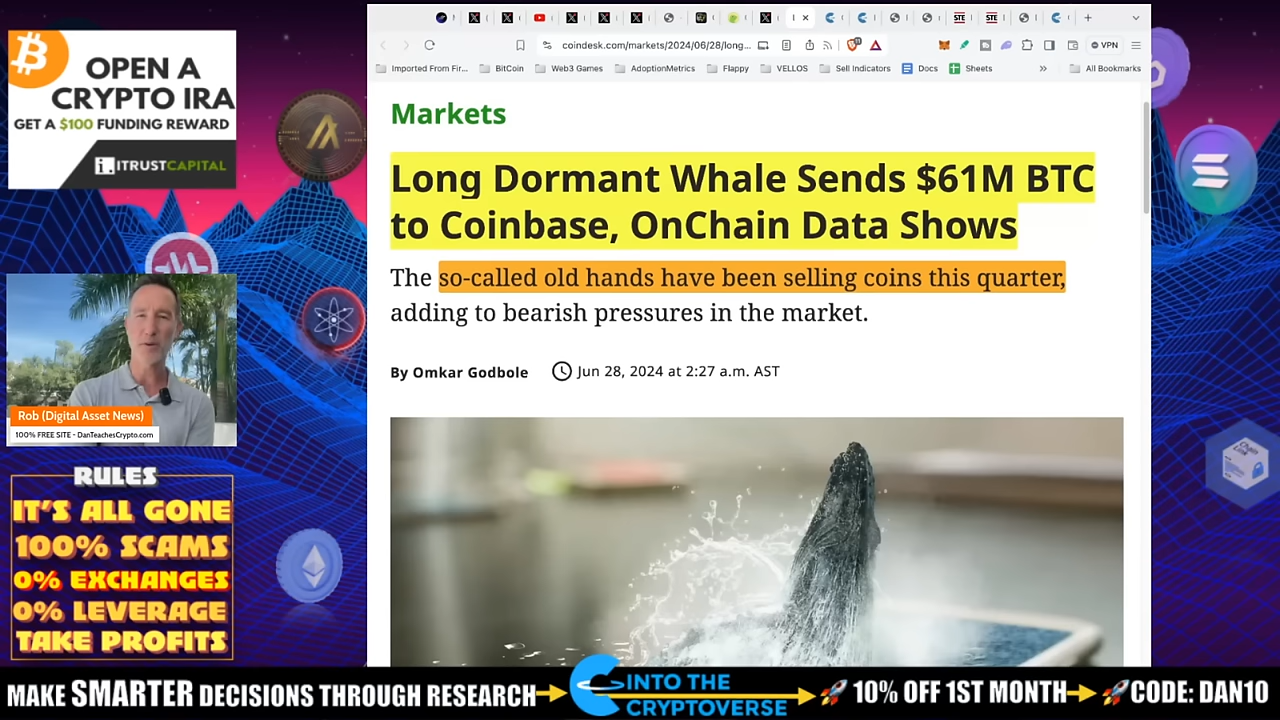 OPEN A
CRYPTO IRA
GET A $100 FUNDING REWARD
i. ITRUSTCAPITAL
coindesk.com/markets/2024/06/28/long...
VPN
Imported From Fir...
BitCoin
Web3 Games
AdoptionMetrics
Flappy
VELLOS
Sell Indicators
Docs
Sheets
»
All Bookmarks
Markets
Long Dormant Whale Sends $61M BTC
to Coinbase, OnChain Data Shows
The so-called old hands have been selling coins this quarter,
adding to bearish pressures in the market.
By Omkar Godbole
Jun 28, 2024 at 2:27 a.m. AST
Rob (Digital Asset News)
100% FREE SITE - DanTeachesCrypto.com
RULES
IT'S ALL GONE
100% SCAMS
0% EXCHANGES
0% LEVERAGE
TAKE PROFITS
MAKE SMARTER DECISIONS THROUGH RESEARCH
INTO THE
CRYPTOVERSE
10% OFF 1ST MONTH
CODE: DAN10